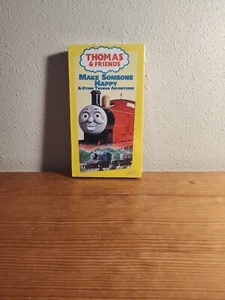 THOMAS
& FRIENDS
MAKE SOMEONE
HAPPY
& OTHER THOMAS ADVENTURES